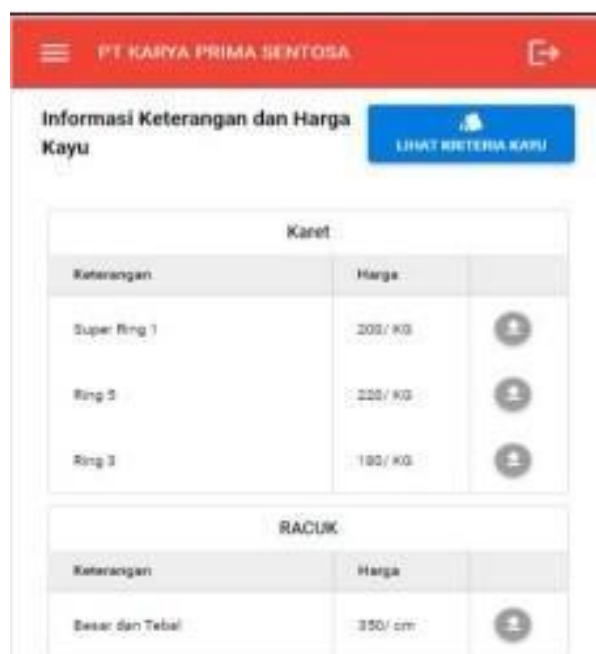 PT KARYA PRIMA SENTOSA
Informasi Keterangan dan Harga
Kayu
LIHAT KRETERIA KAYU
Karet
Keterangan Harga
Super Ring 1 200/ KG
Ring 5 220/ KG
Ring 3 180/ KG
RACUK
Keterangan Harga
Besar dan Tebal 350/ cm